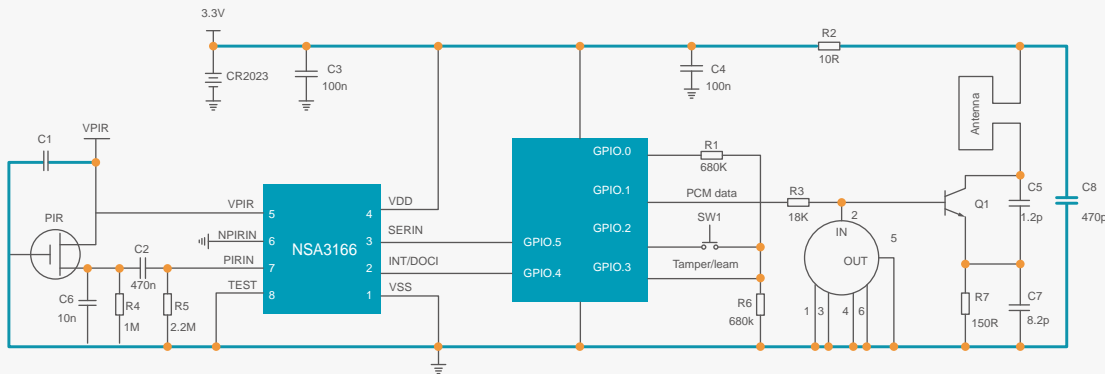 3.3V
R2
10R
CR2023
C3
100n
C4
100n
Antenna
VPIR
C1
PIR
VPIR
5
NPIRIN
6
PIRIN
7
TEST
8
NSA3166
4
VDD
3
SERIN
2
INT/DOCI
1
VSS
C2
470n
C6
10n
R4
1M
R5
2.2M
GPIO.0
GPIO.1
GPIO.2
GPIO.3
GPIO.5
GPIO.4
R1
680K
PCM data
SW1
Tamper/leam
R6
680k
R3
18K
2
IN
OUT
5
1
3
4
6
Q1
C5
1.2p
C8
470p
R7
150R
C7
8.2p